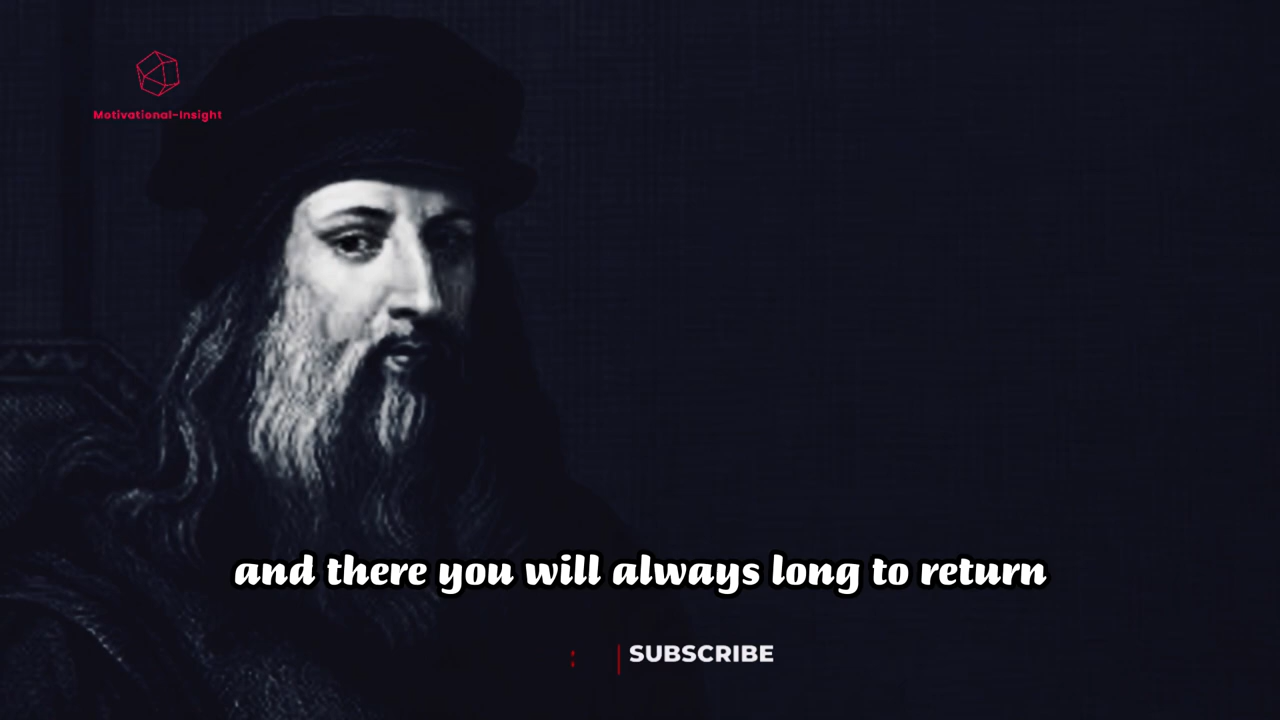 Motivational-Insight
and there you will always long to return
SUBSCRIBE